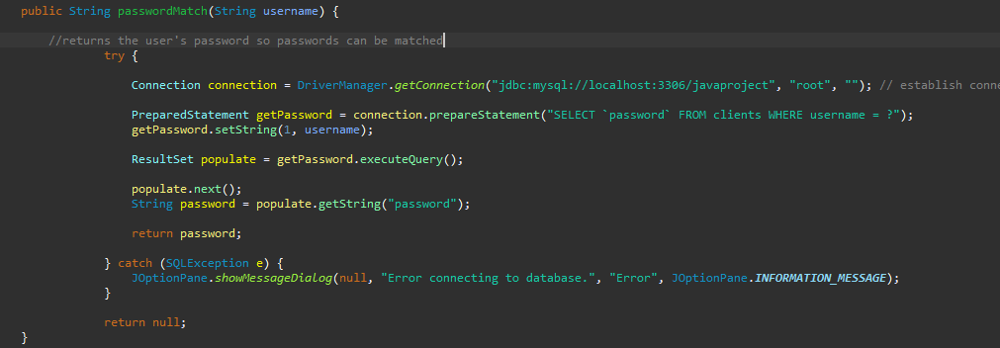 public String passwordMatch(String username) {
//returns the user's password so passwords can be matched
try {
Connection connection = DriverManager.getConnection("jdbc:mysql://localhost:3306/javaproject", "root", ""); // establish conne
PreparedStatement getPassword = connection.prepareStatement("SELECT `password` FROM clients WHERE username = ?");
getPassword.setString(1, username);
ResultSet populate = getPassword.executeQuery();
populate.next();
String password = populate.getString("password");
return password;
} catch (SQLException e) {
JOptionPane.showMessageDialog(null, "Error connecting to database.", "Error", JOptionPane.INFORMATION_MESSAGE);
}
return null;
}